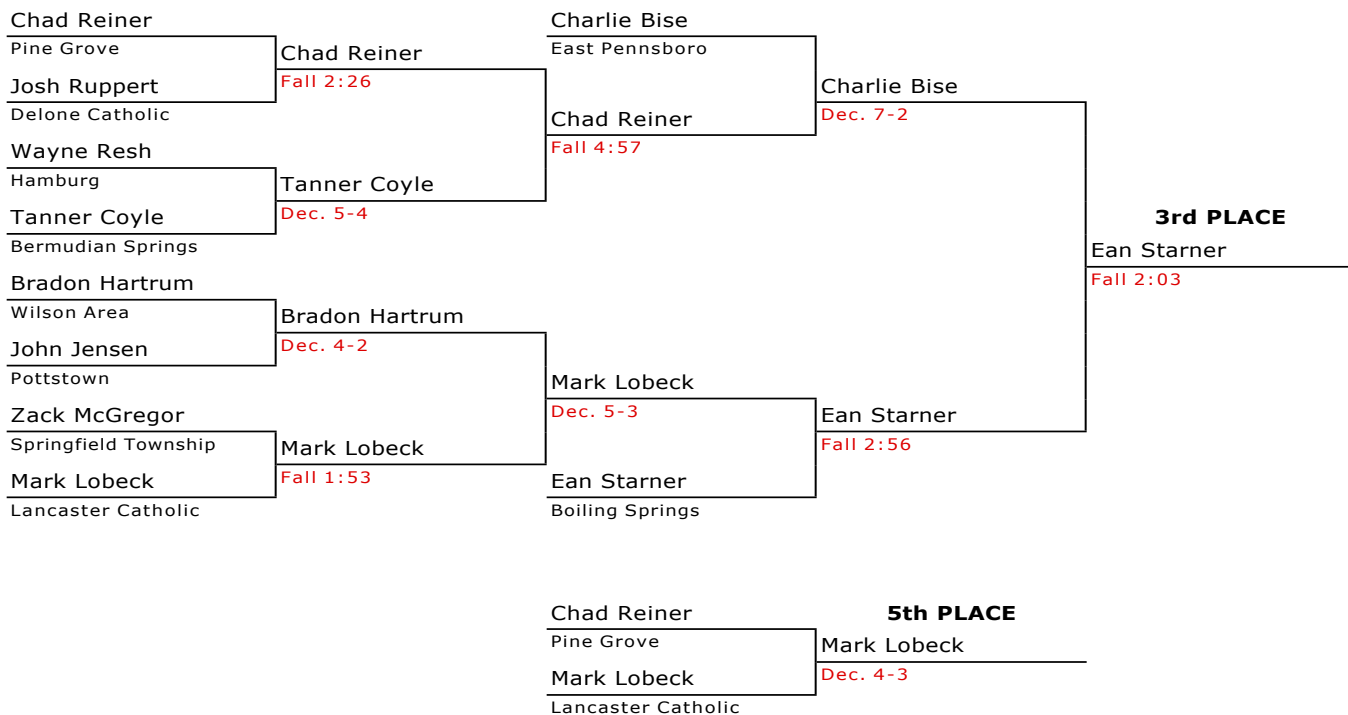 Chad Reiner
Pine Grove
Josh Ruppert
Delone Catholic
Wayne Resh
Hamburg
Tanner Coyle
Bermudian Springs
Bradon Hartrum
Wilson Area
John Jensen
Pottstown
Zack McGregor
Springfield Township
Mark Lobeck
Lancaster Catholic
Chad Reiner
Fall 2:26
Tanner Coyle
Dec. 5-4
Bradon Hartrum
Dec. 4-2
Mark Lobeck
Fall 1:53
Charlie Bise
East Pennsboro
Chad Reiner
Fall 4:57
Mark Lobeck
Dec. 5-3
Ean Starner
Boiling Springs
Charlie Bise
Dec. 7-2
Ean Starner
Fall 2:56
3rd PLACE
Ean Starner
Fall 2:03
Chad Reiner
Pine Grove
Mark Lobeck
Lancaster Catholic
5th PLACE
Mark Lobeck
Dec. 4-3